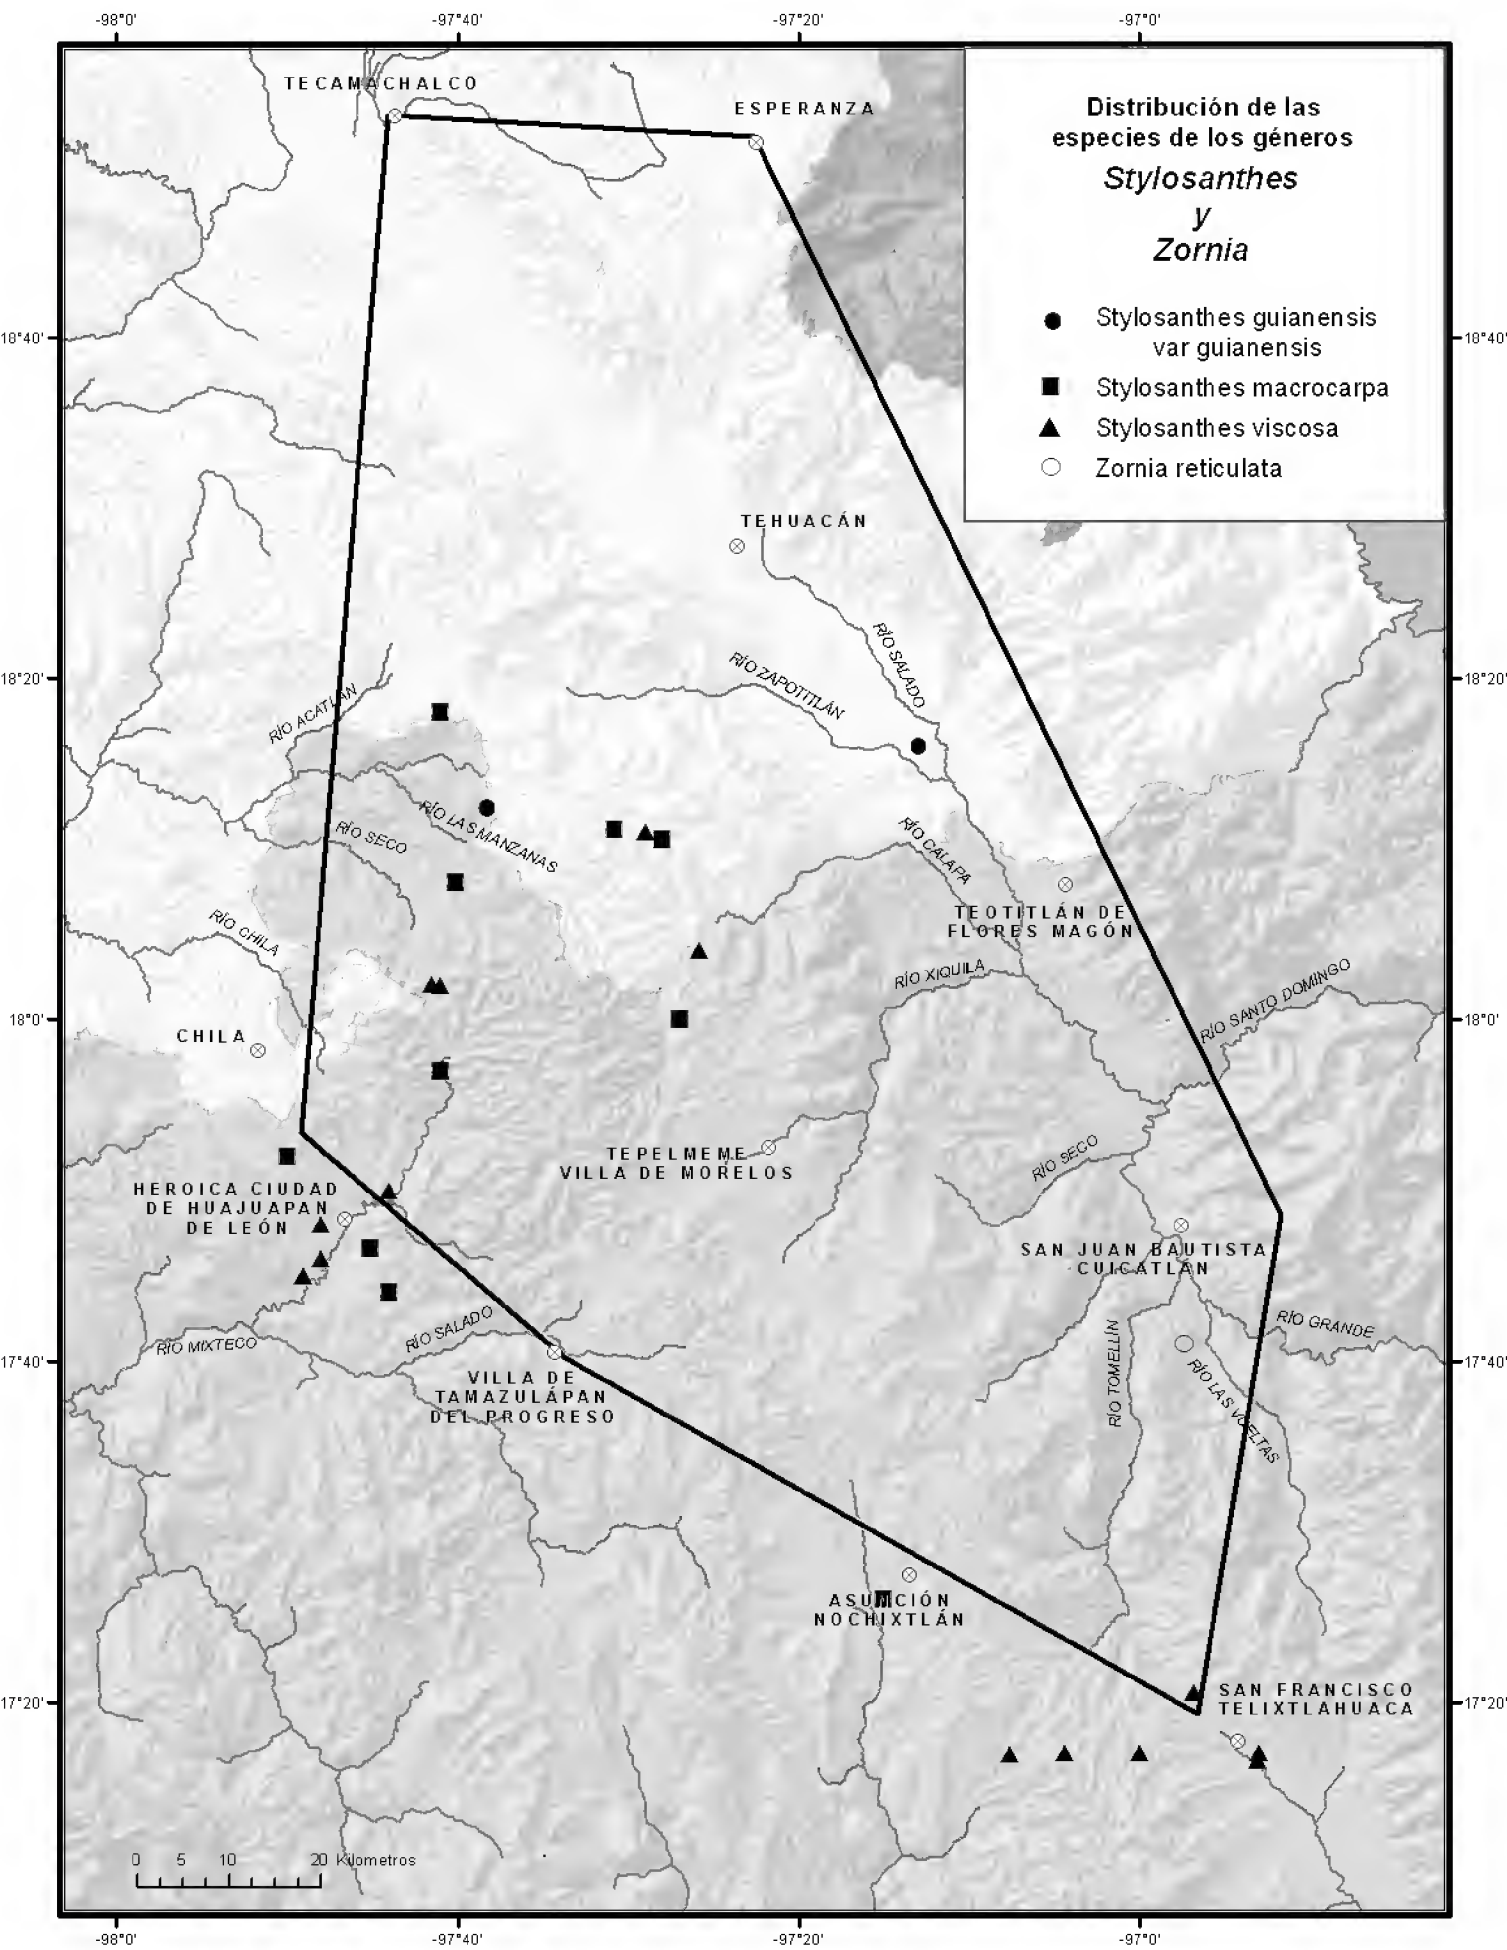 -98°0'
-97°40'
-97°20'
-97°0'
TECAMACHALCO
ESPERANZA
Distribución de las
especies de los géneros
Stylosanthes
y
Zornia
Stylosanthes guianensis
var guianensis
Stylosanthes macrocarpa
Stylosanthes viscosa
Zornia reticulata
18°40'
18°40'
TEHUACÁN
RÍO SALADO
RÍO ZAPOTITLÁN
18°20'
18°20'
RÍO ACATLÁN
RÍO LAS MANZANAS
RÍO SECO
RÍO CALAPA
TEOTITLÁN DE
FLORES MAGÓN
RÍO CHILA
RÍO XIQUILA
RÍO SANTO DOMINGO
18°0'
18°0'
CHILA
TEPELMEME
VILLA DE MORELOS
RÍO SECO
HEROICA CIUDAD
DE HUAJUAPAN
DE LEÓN
SAN JUAN BAUTISTA
CUICATLÁN
RÍO GRANDE
RÍO SALADO
RÍO MIXTECO
17°40'
17°40'
RÍO TOMELLÍN
RÍO LAS VUELTAS
VILLA DE
TAMAZULÁPAN
DEL PROGRESO
ASUNCIÓN
NOCHIXTLÁN
17°20'
17°20'
SAN FRANCISCO
TELIXTLAHUACA
0 5 10 20 Kilometros
-98°0'
-97°40'
-97°20'
-97°0'